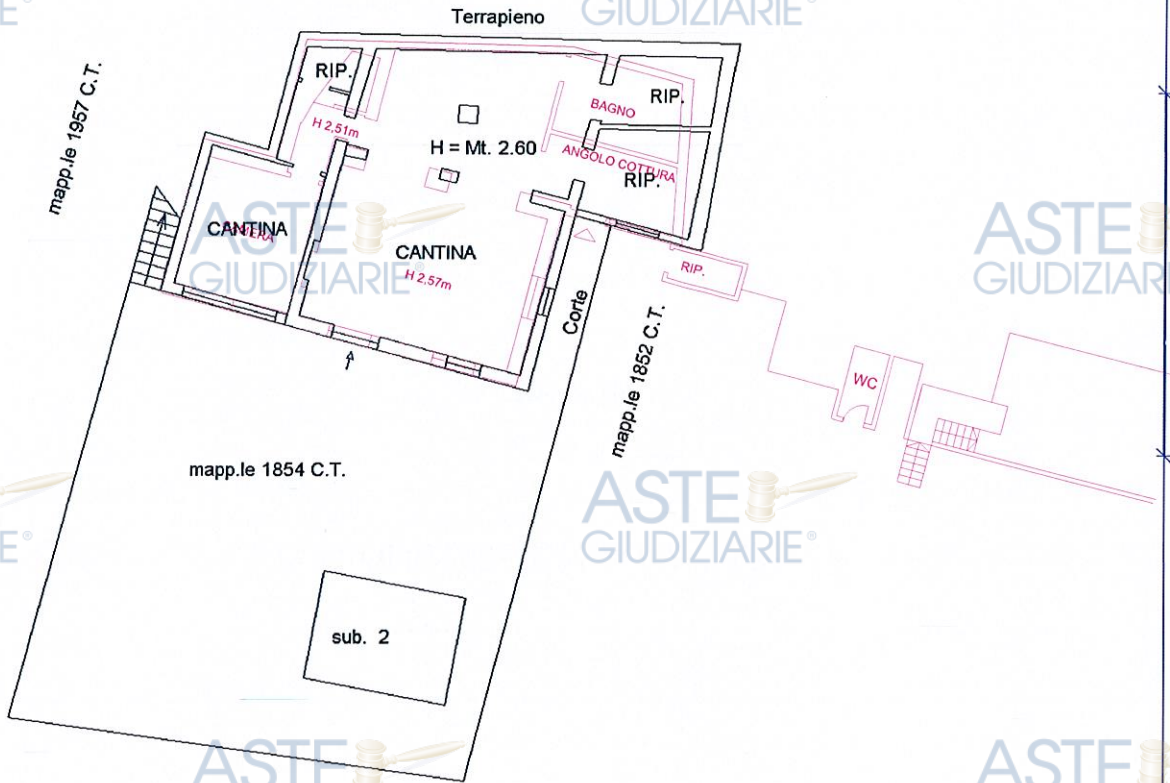 GIUDIZIARIE®
Terrapieno
mapp.le 1957 C.T.
RIP.
RIP.
BAGNO
H 2,51m
H = Mt. 2.60
ANGOLO COTTURA
RIP.
ASTE
GIUDIZIARIE®
CANTINA
CANTINA
H 2,57m
RIP.
ASTE
GIUDIZIARIE
Corte
mapp.le 1852 C.T.
WC
mapp.le 1854 C.T.
ASTE
GIUDIZIARIE®
sub. 2
ASTE
ASTE